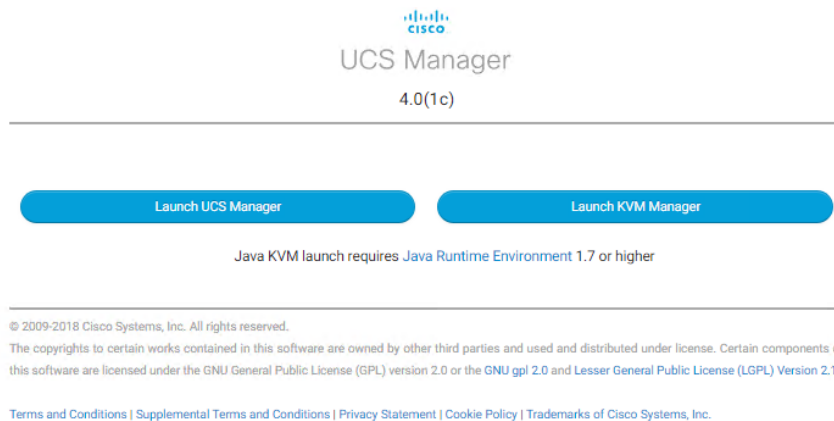 CISCO
UCS Manager
4.0(1c)
Launch UCS Manager
Launch KVM Manager
Java KVM launch requires Java Runtime Environment 1.7 or higher
© 2009-2018 Cisco Systems, Inc. All rights reserved.
The copyrights to certain works contained in this software are owned by other third parties and used and distributed under license. Certain components
this software are licensed under the GNU General Public License (GPL) version 2.0 or the GNU gpl 2.0 and Lesser General Public License (LGPL) Version 2.1
Terms and Conditions | Supplemental Terms and Conditions | Privacy Statement | Cookie Policy | Trademarks of Cisco Systems, Inc.